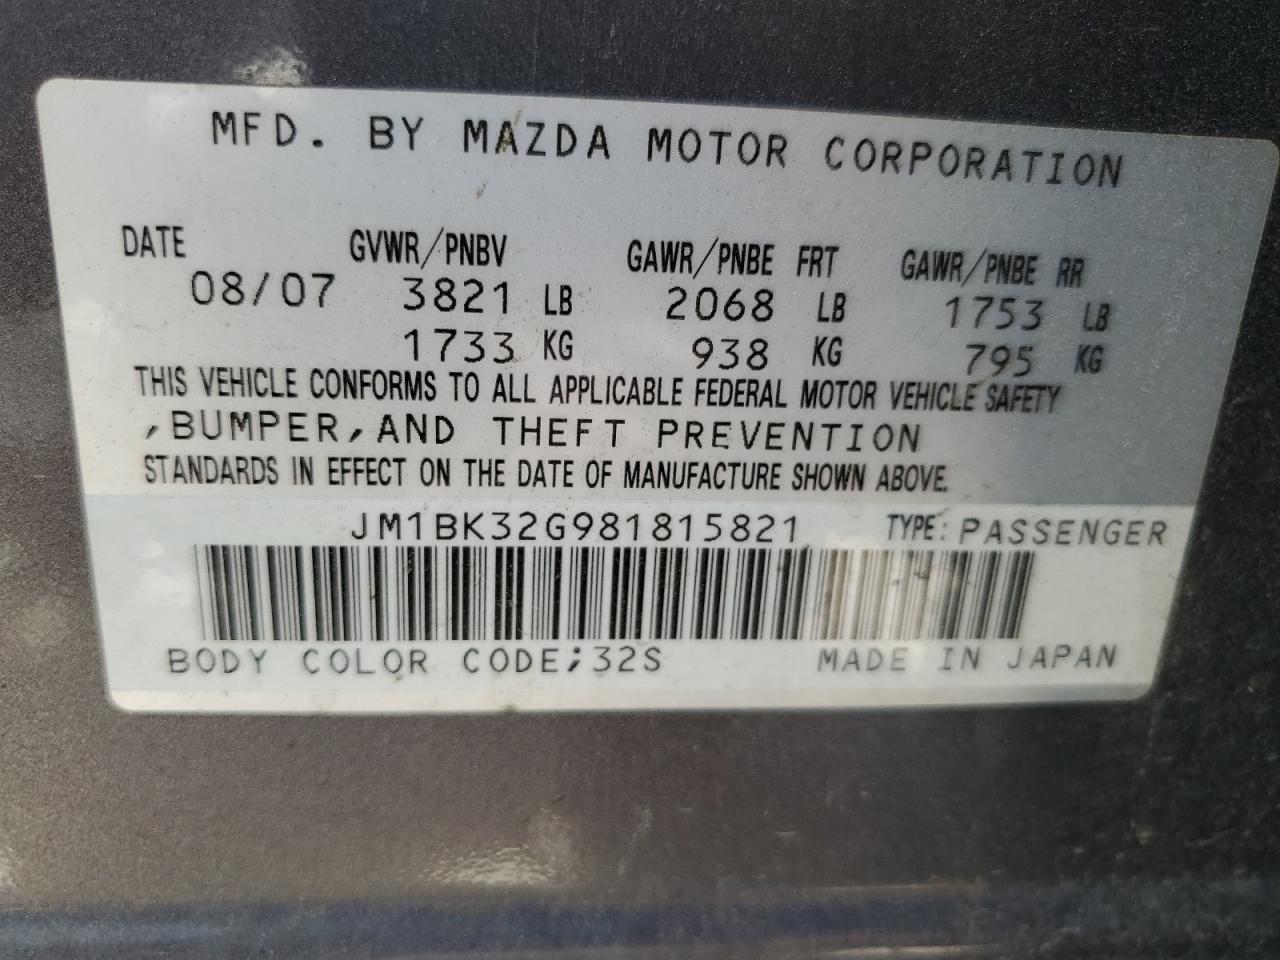 MFD. BY MAZDA MOTOR CORPORATION
DATE GVWR/PNBV GAWR/PNBE FRT GAWR/PNBE RR
08/07 3821 LB 2068 LB 1753 LB
1733 KG 938 KG 795 KG
THIS VEHICLE CONFORMS TO ALL APPLICABLE FEDERAL MOTOR VEHICLE SAFETY
,BUMPER,AND THEFT PREVENTION
STANDARDS IN EFFECT ON THE DATE OF MANUFACTURE SHOWN ABOVE.
JM1BK32G981815821 TYPE: PASSENGER
BODY COLOR CODE;32S MADE IN JAPAN